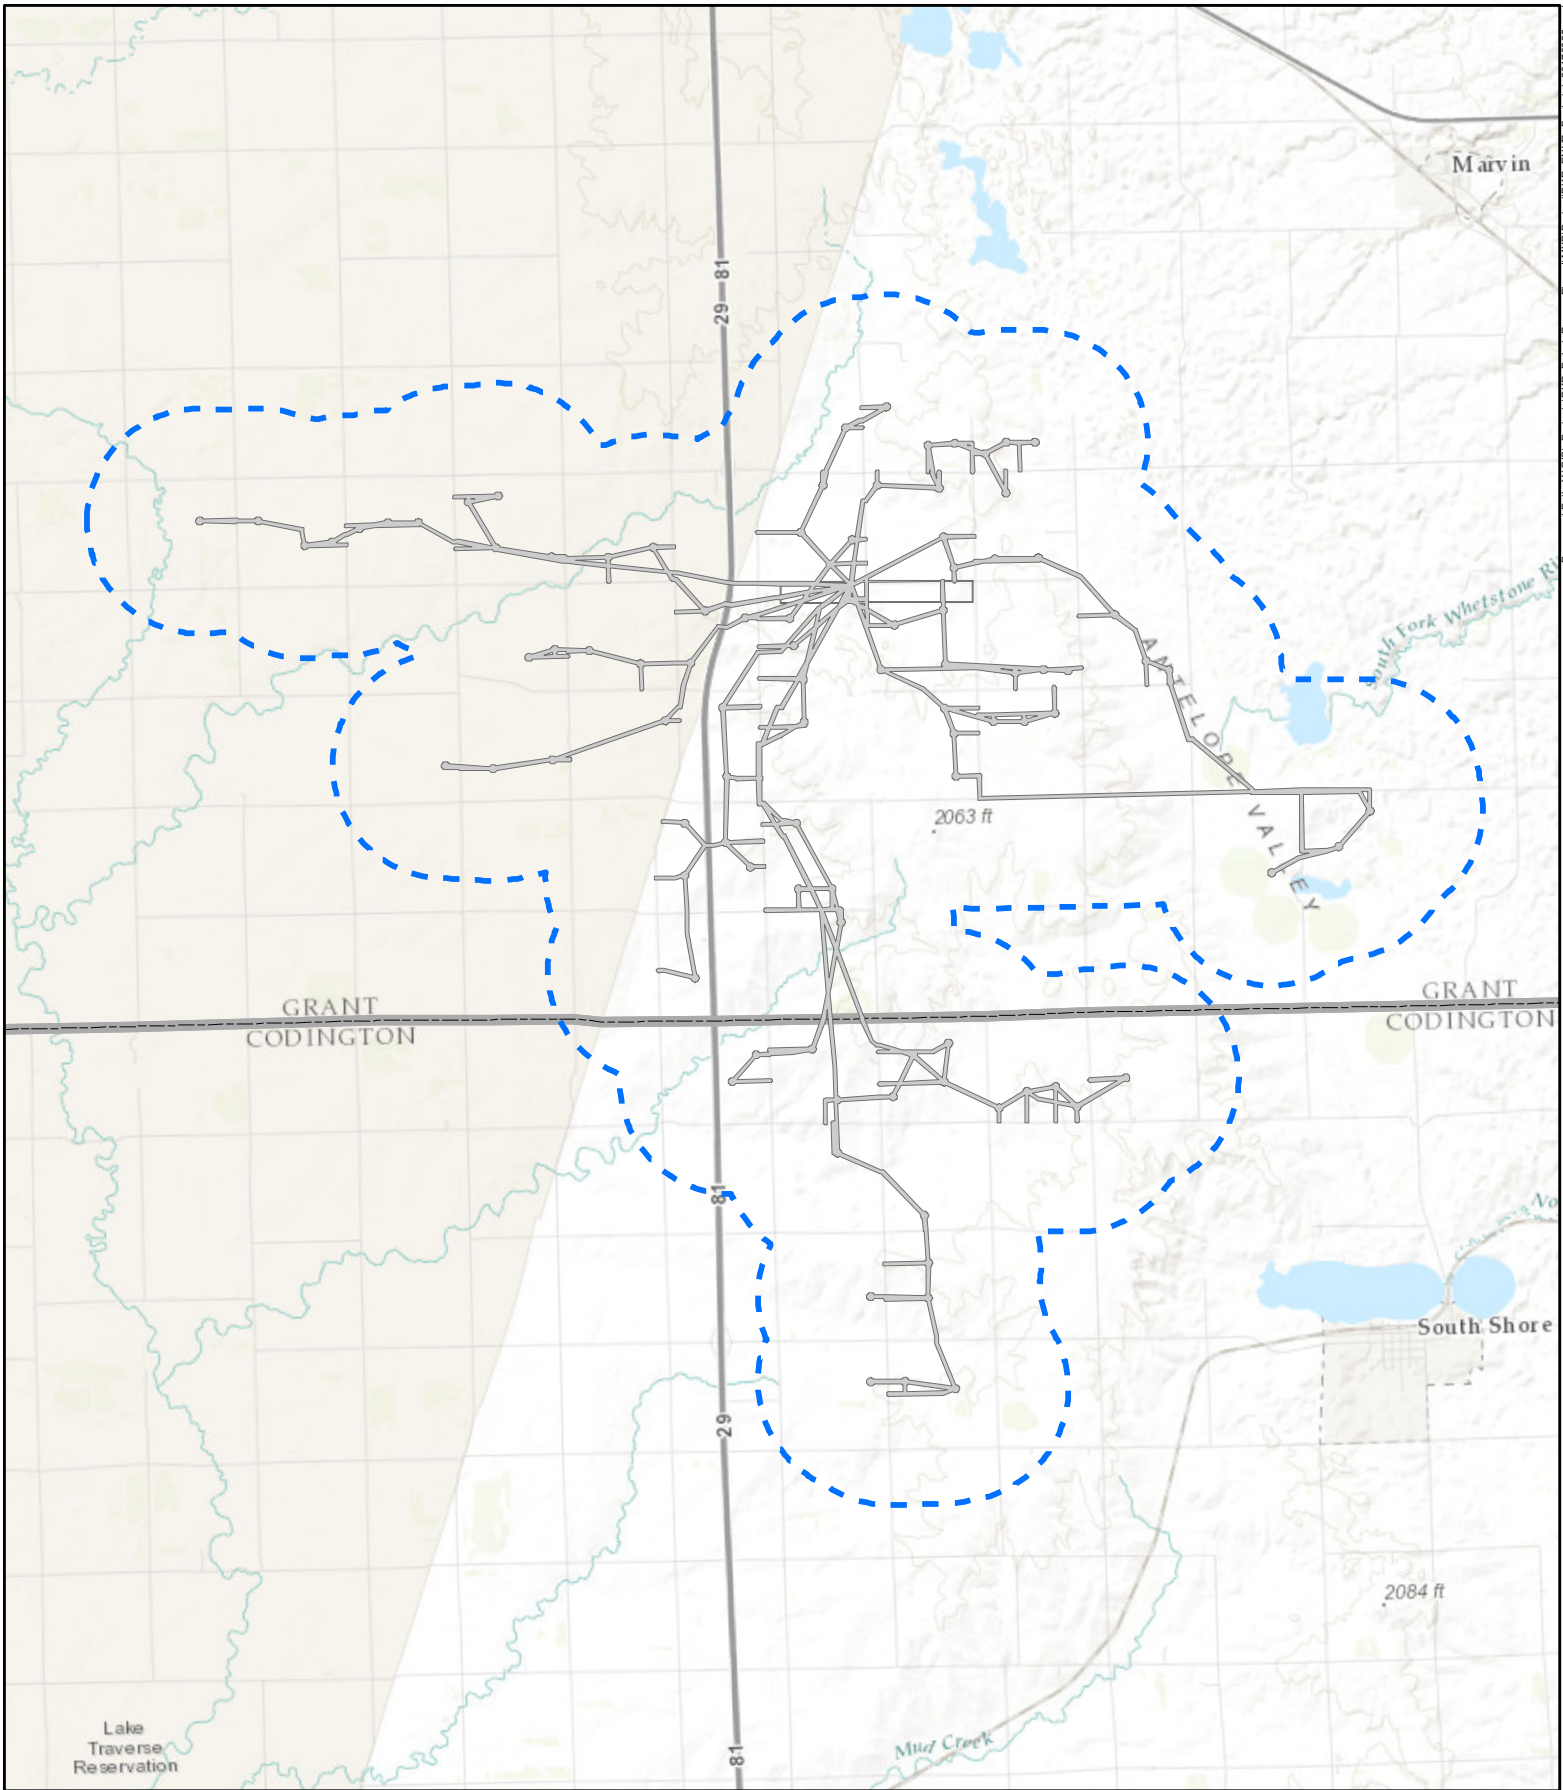 Marvin
81
29
South Fork Whetstone Ri
ANTELOPE VALLEY
2063 ft
GRANT
CODINGTON
GRANT
CODINGTON
81
No
South Shore
29
2084 ft
Lake
Traverse
Reservation
Mud Creek
81